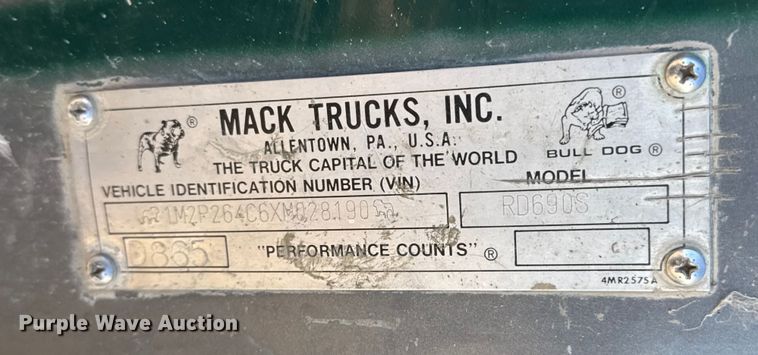 MACK TRUCKS, INC.
ALLENTOWN, PA., U.S.A.
THE TRUCK CAPITAL OF THE WORLD
BULL DOG ®
VEHICLE IDENTIFICATION NUMBER (VIN)
MODEL
1M2P264C6XM028190
RD690S
D865
"PERFORMANCE COUNTS" ®
4MR2575A
Purple Wave Auction